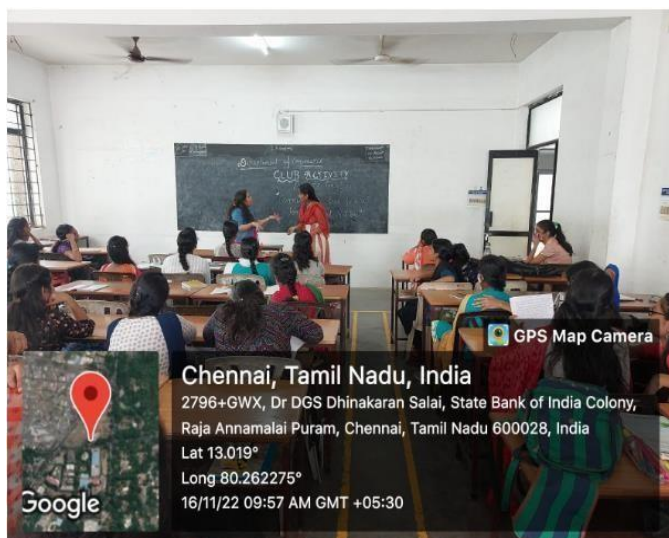 Department of
CLUB ACTIVITY
GPS Map Camera
Chennai, Tamil Nadu, India
2796+GWX, Dr DGS Dhinakaran Salai, State Bank of India Colony,
Raja Annamalai Puram, Chennai, Tamil Nadu 600028, India
Lat 13.019°
Long 80.262275°
16/11/22 09:57 AM GMT +05:30
Google